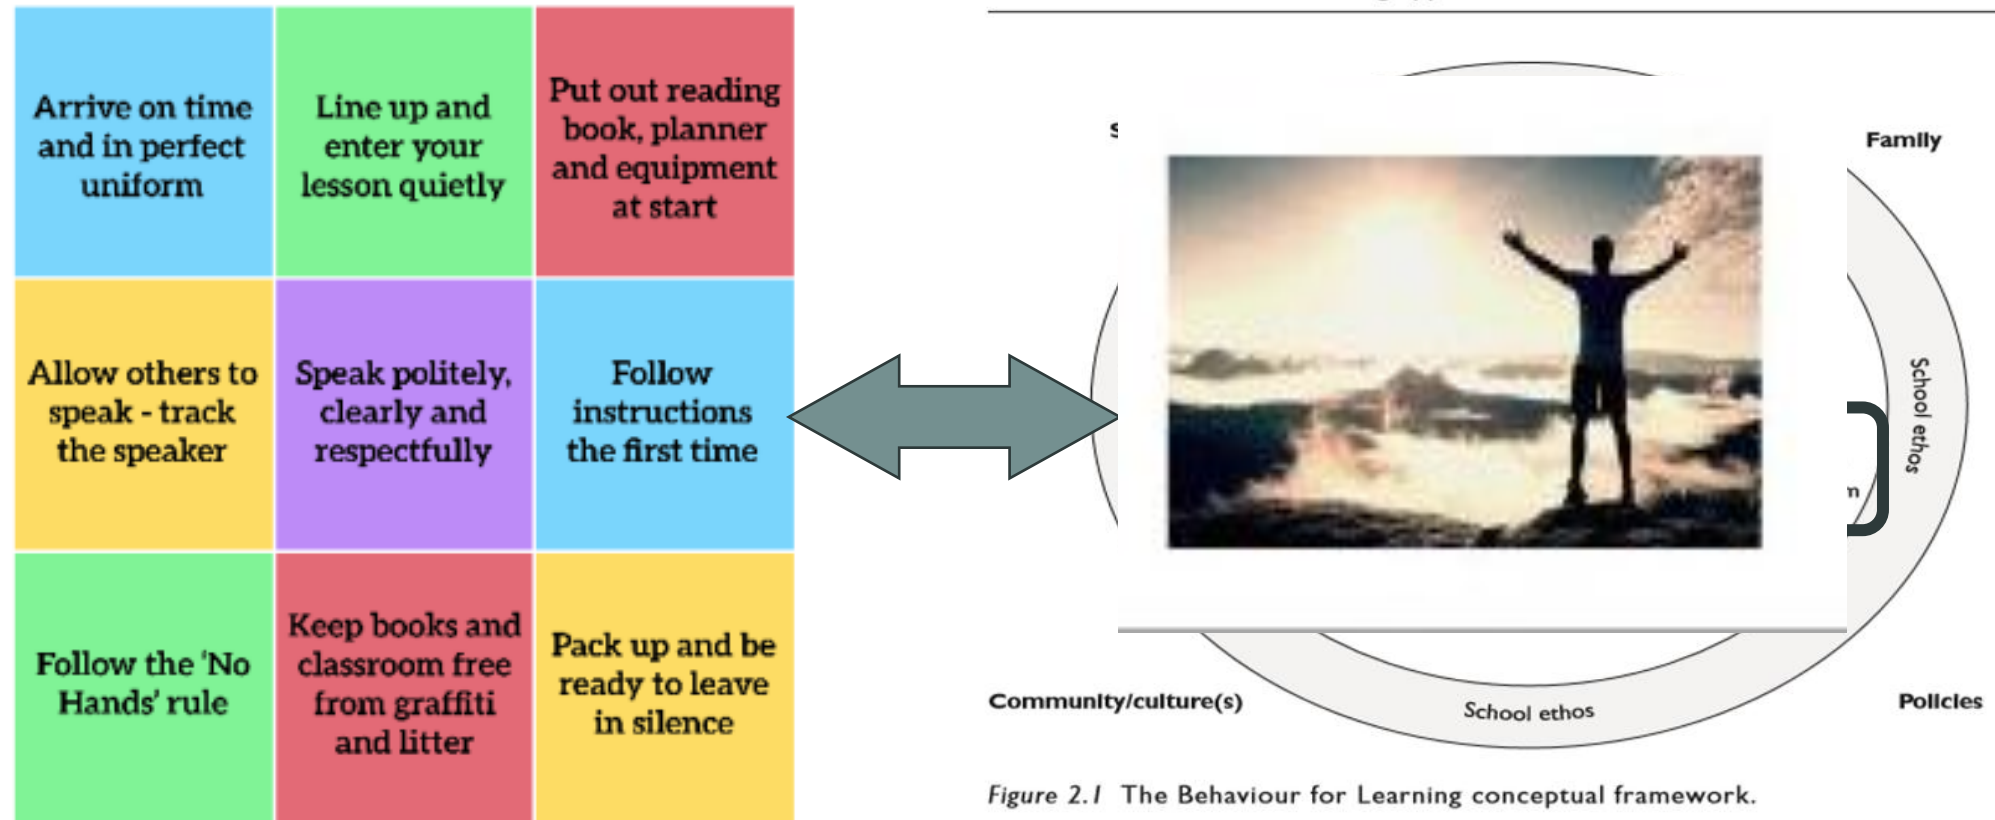 Arrive on time
and in perfect
uniform
Line up and
enter your
lesson quietly
Put out reading
book, planner
and equipment
at start
Allow others to
speak - track
the speaker
Speak politely,
clearly and
respectfully
Follow
instructions
the first time
Follow the 'No
Hands' rule
Keep books and
classroom free
from graffiti
and litter
Pack up and be
ready to leave
in silence
Family
School ethos
Community/culture(s)
School ethos
Policies
Figure 2.1 The Behaviour for Learning conceptual framework.